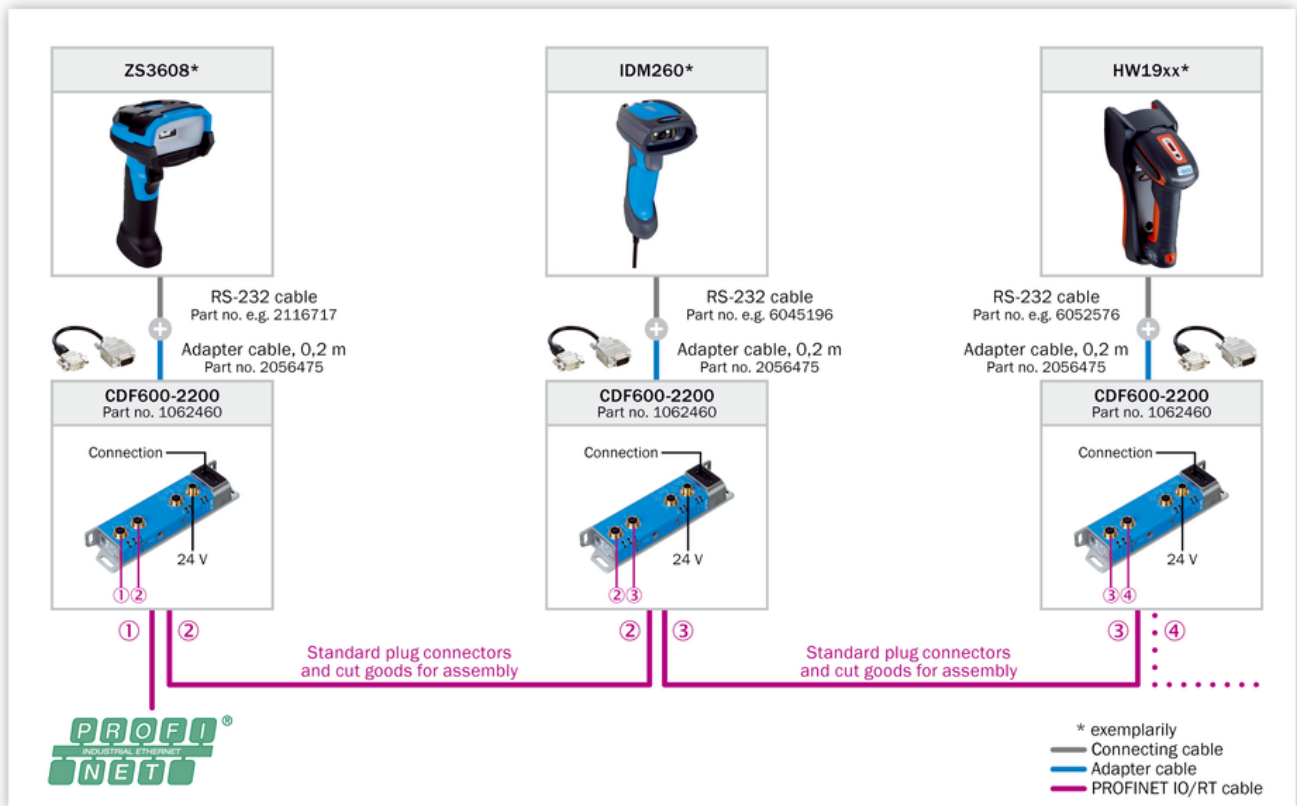 ZS3608*
IDM260*
HW19xx*
RS-232 cable
Part no. e.g. 2116717
Adapter cable, 0,2 m
Part no. 2056475
RS-232 cable
Part no. e.g. 6045196
Adapter cable, 0,2 m
Part no. 2056475
RS-232 cable
Part no. e.g. 6052576
Adapter cable, 0,2 m
Part no. 2056475
CDF600-2200
Part no. 1062460
Connection
24 V
①②
CDF600-2200
Part no. 1062460
Connection
24 V
②③
CDF600-2200
Part no. 1062460
Connection
24 V
③④
① ②
Standard plug connectors
and cut goods for assembly
② ③
Standard plug connectors
and cut goods for assembly
③ ④
PROFI®
INDUSTRIAL ETHERNET
NET
* exemplarily
Connecting cable
Adapter cable
PROFINET IO/RT cable